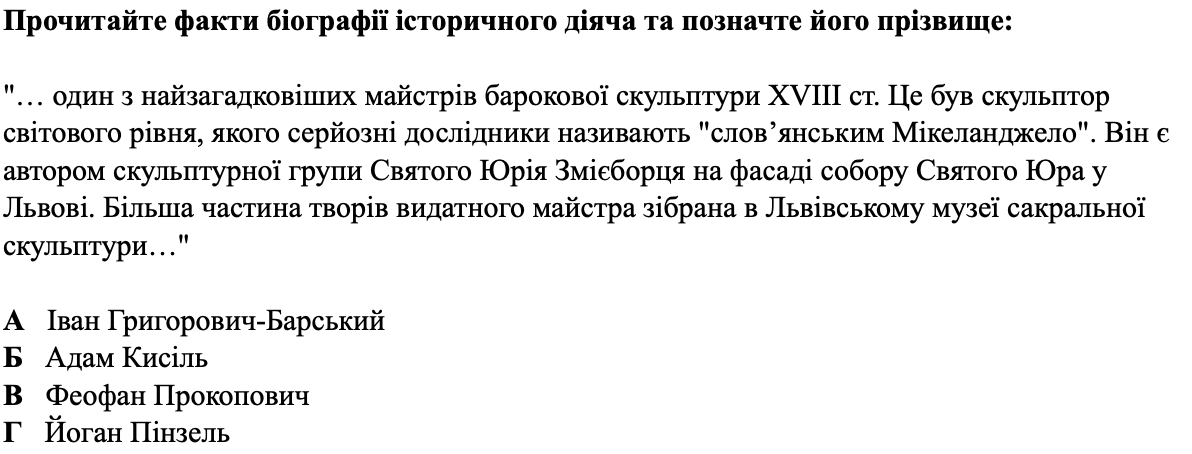 Прочитайте факти біографії історичного діяча та позначте його прізвище:
"… один з найзагадковіших майстрів барокової скульптури XVIII ст. Це був скульптор
світового рівня, якого серйозні дослідники називають "слов’янським Мікеланджело". Він є
автором скульптурної групи Святого Юрія Змієборця на фасаді собору Святого Юра у
Львові. Більша частина творів видатного майстра зібрана в Львівському музеї сакральної
скульптури…"
А Іван Григорович-Барський
Б Адам Кисіль
В Феофан Прокопович
Г Йоган Пінзель